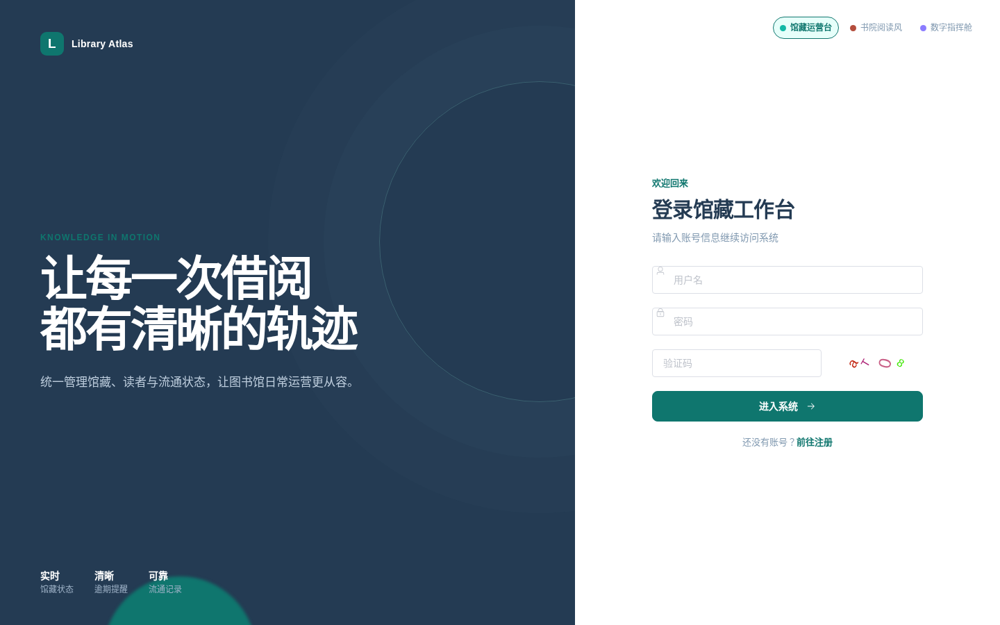 L
Library Atlas
KNOWLEDGE IN MOTION
让每一次借阅
都有清晰的轨迹
统一管理馆藏、读者与流通状态，让图书馆日常运营更从容。
实时
馆藏状态
清晰
逾期提醒
可靠
流通记录
馆藏运营台
书院阅读风
数字指挥舱
欢迎回来
登录馆藏工作台
请输入账号信息继续访问系统
用户名
密码
验证码
进入系统 →
还没有账号？前往注册